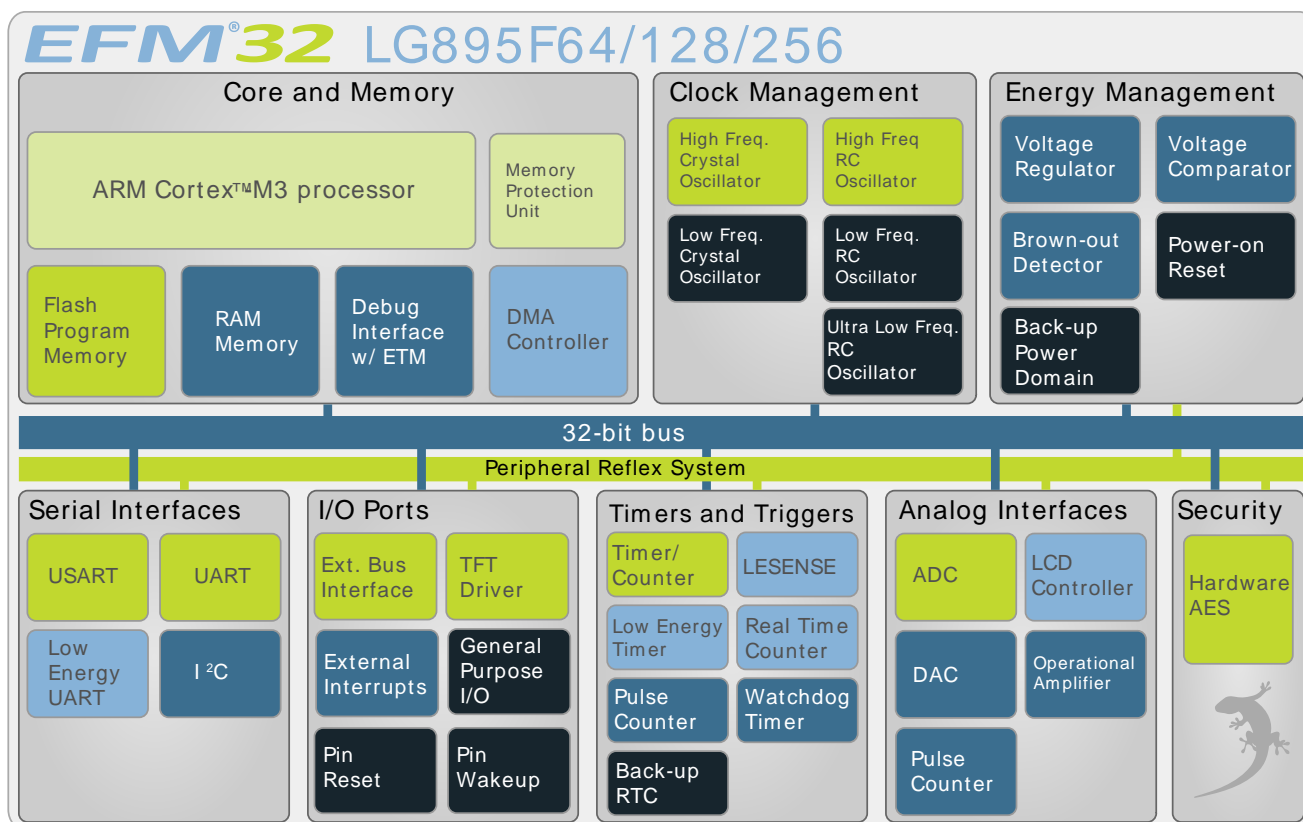 EFM®32 LG895F64/128/256
Core and Memory
ARM Cortex™M3 processor
Memory
Protection
Unit
Flash
Program
Memory
RAM
Memory
Debug
Interface
w/ ETM
DMA
Controller
Clock Management
High Freq.
Crystal
Oscillator
High Freq
RC
Oscillator
Low Freq.
Crystal
Oscillator
Low Freq.
RC
Oscillator
Ultra Low Freq.
RC
Oscillator
Energy Management
Voltage
Regulator
Voltage
Comparator
Brown-out
Detector
Power-on
Reset
Back-up
Power
Domain
32-bit bus
Peripheral Reflex System
Serial Interfaces
USART
UART
Low
Energy
UART
I²C
I/O Ports
Ext. Bus
Interface
TFT
Driver
External
Interrupts
General
Purpose
I/O
Pin
Reset
Pin
Wakeup
Timers and Triggers
Timer/
Counter
LESENSE
Low Energy
Timer
Real Time
Counter
Pulse
Counter
Watchdog
Timer
Back-up
RTC
Analog Interfaces
ADC
LCD
Controller
DAC
Operational
Amplifier
Pulse
Counter
Security
Hardware
AES